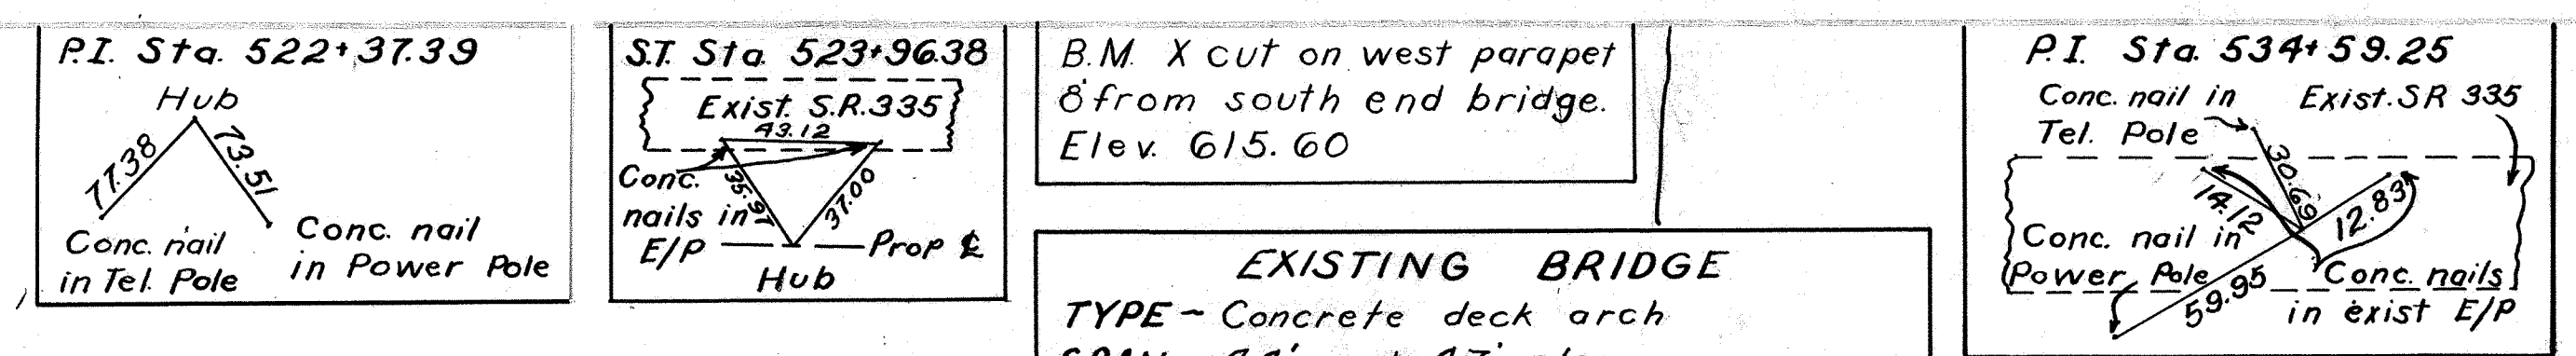 P.I. Sta. 522+37.39
Hub
77.38
73.51
Conc. nail
in Tel. Pole
Conc. nail
in Power Pole
S.T. Sta. 523+96.38
Exist. S.R. 335
43.12
Conc.
nails in
E/P
35.97
37.00
Prop ℄
Hub
B.M. X cut on west parapet
8' from south end bridge.
Elev. 615.60
EXISTING BRIDGE
TYPE - Concrete deck arch
P.I. Sta. 534+59.25
Conc. nail in
Tel. Pole
Exist. SR 335
30.69
14.12
12.83
Conc. nail in
Power Pole
59.95
Conc. nails
in exist E/P